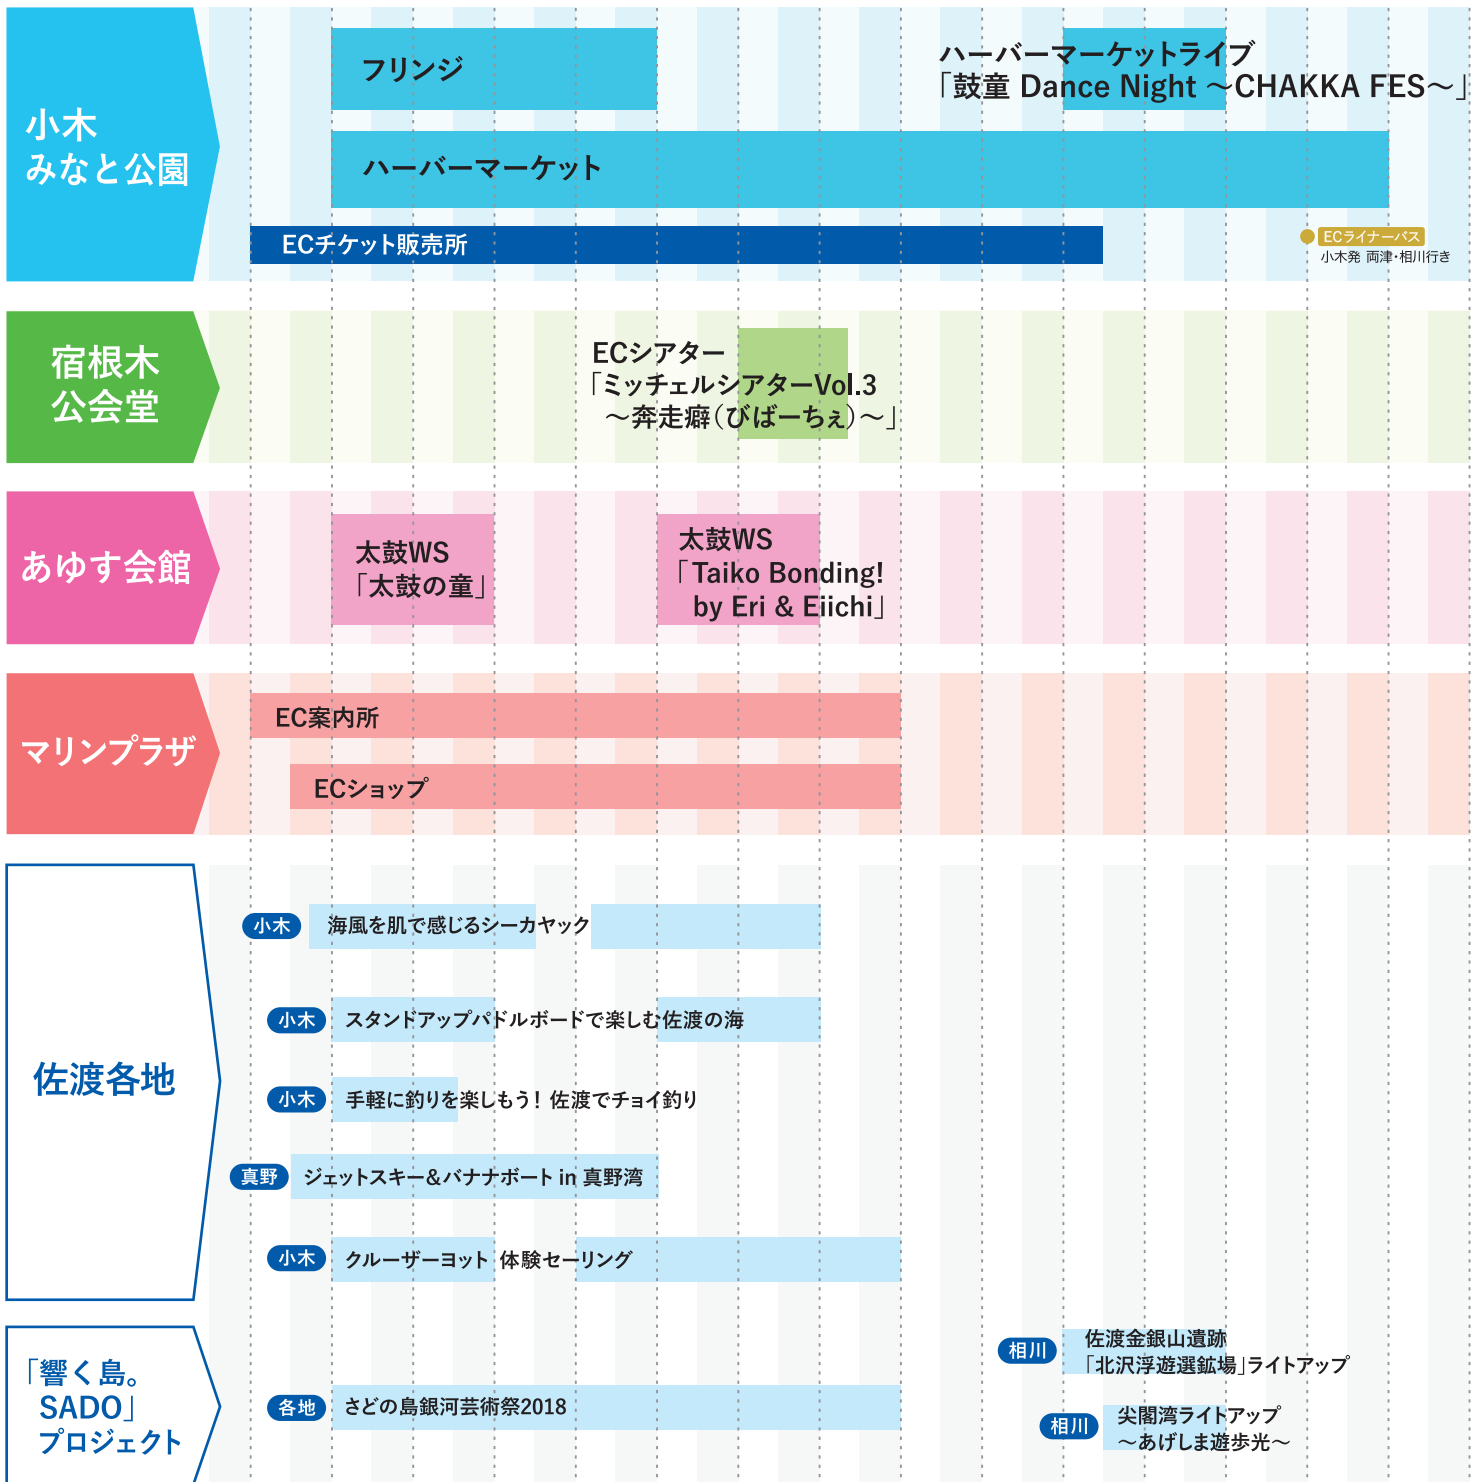 小木
みなと公園
フリンジ
ハーバーマーケットライブ
「鼓童 Dance Night ～CHAKKA FES～」
ハーバーマーケット
ECチケット販売所
ECライナーバス
小木発 両津・相川行き
宿根木
公会堂
ECシアター
「ミッチェルシアターVol.3
～奔走癖（びばーちぇ）～」
あゆす会館
太鼓WS
「太鼓の童」
太鼓WS
「Taiko Bonding!
by Eri & Eiichi」
マリンプラザ
EC案内所
ECショップ
佐渡各地
小木 海風を肌で感じるシーカヤック
小木 スタンドアップパドルボードで楽しむ佐渡の海
小木 手軽に釣りを楽しもう！ 佐渡でチョイ釣り
真野 ジェットスキー＆バナナボート in 真野湾
小木 クルーザーヨット 体験セーリング
「響く島。
SADO」
プロジェクト
相川 佐渡金銀山遺跡
「北沢浮遊選鉱場」ライトアップ
各地 さどの島銀河芸術祭2018
相川 尖閣湾ライトアップ
～あげしま遊歩光～